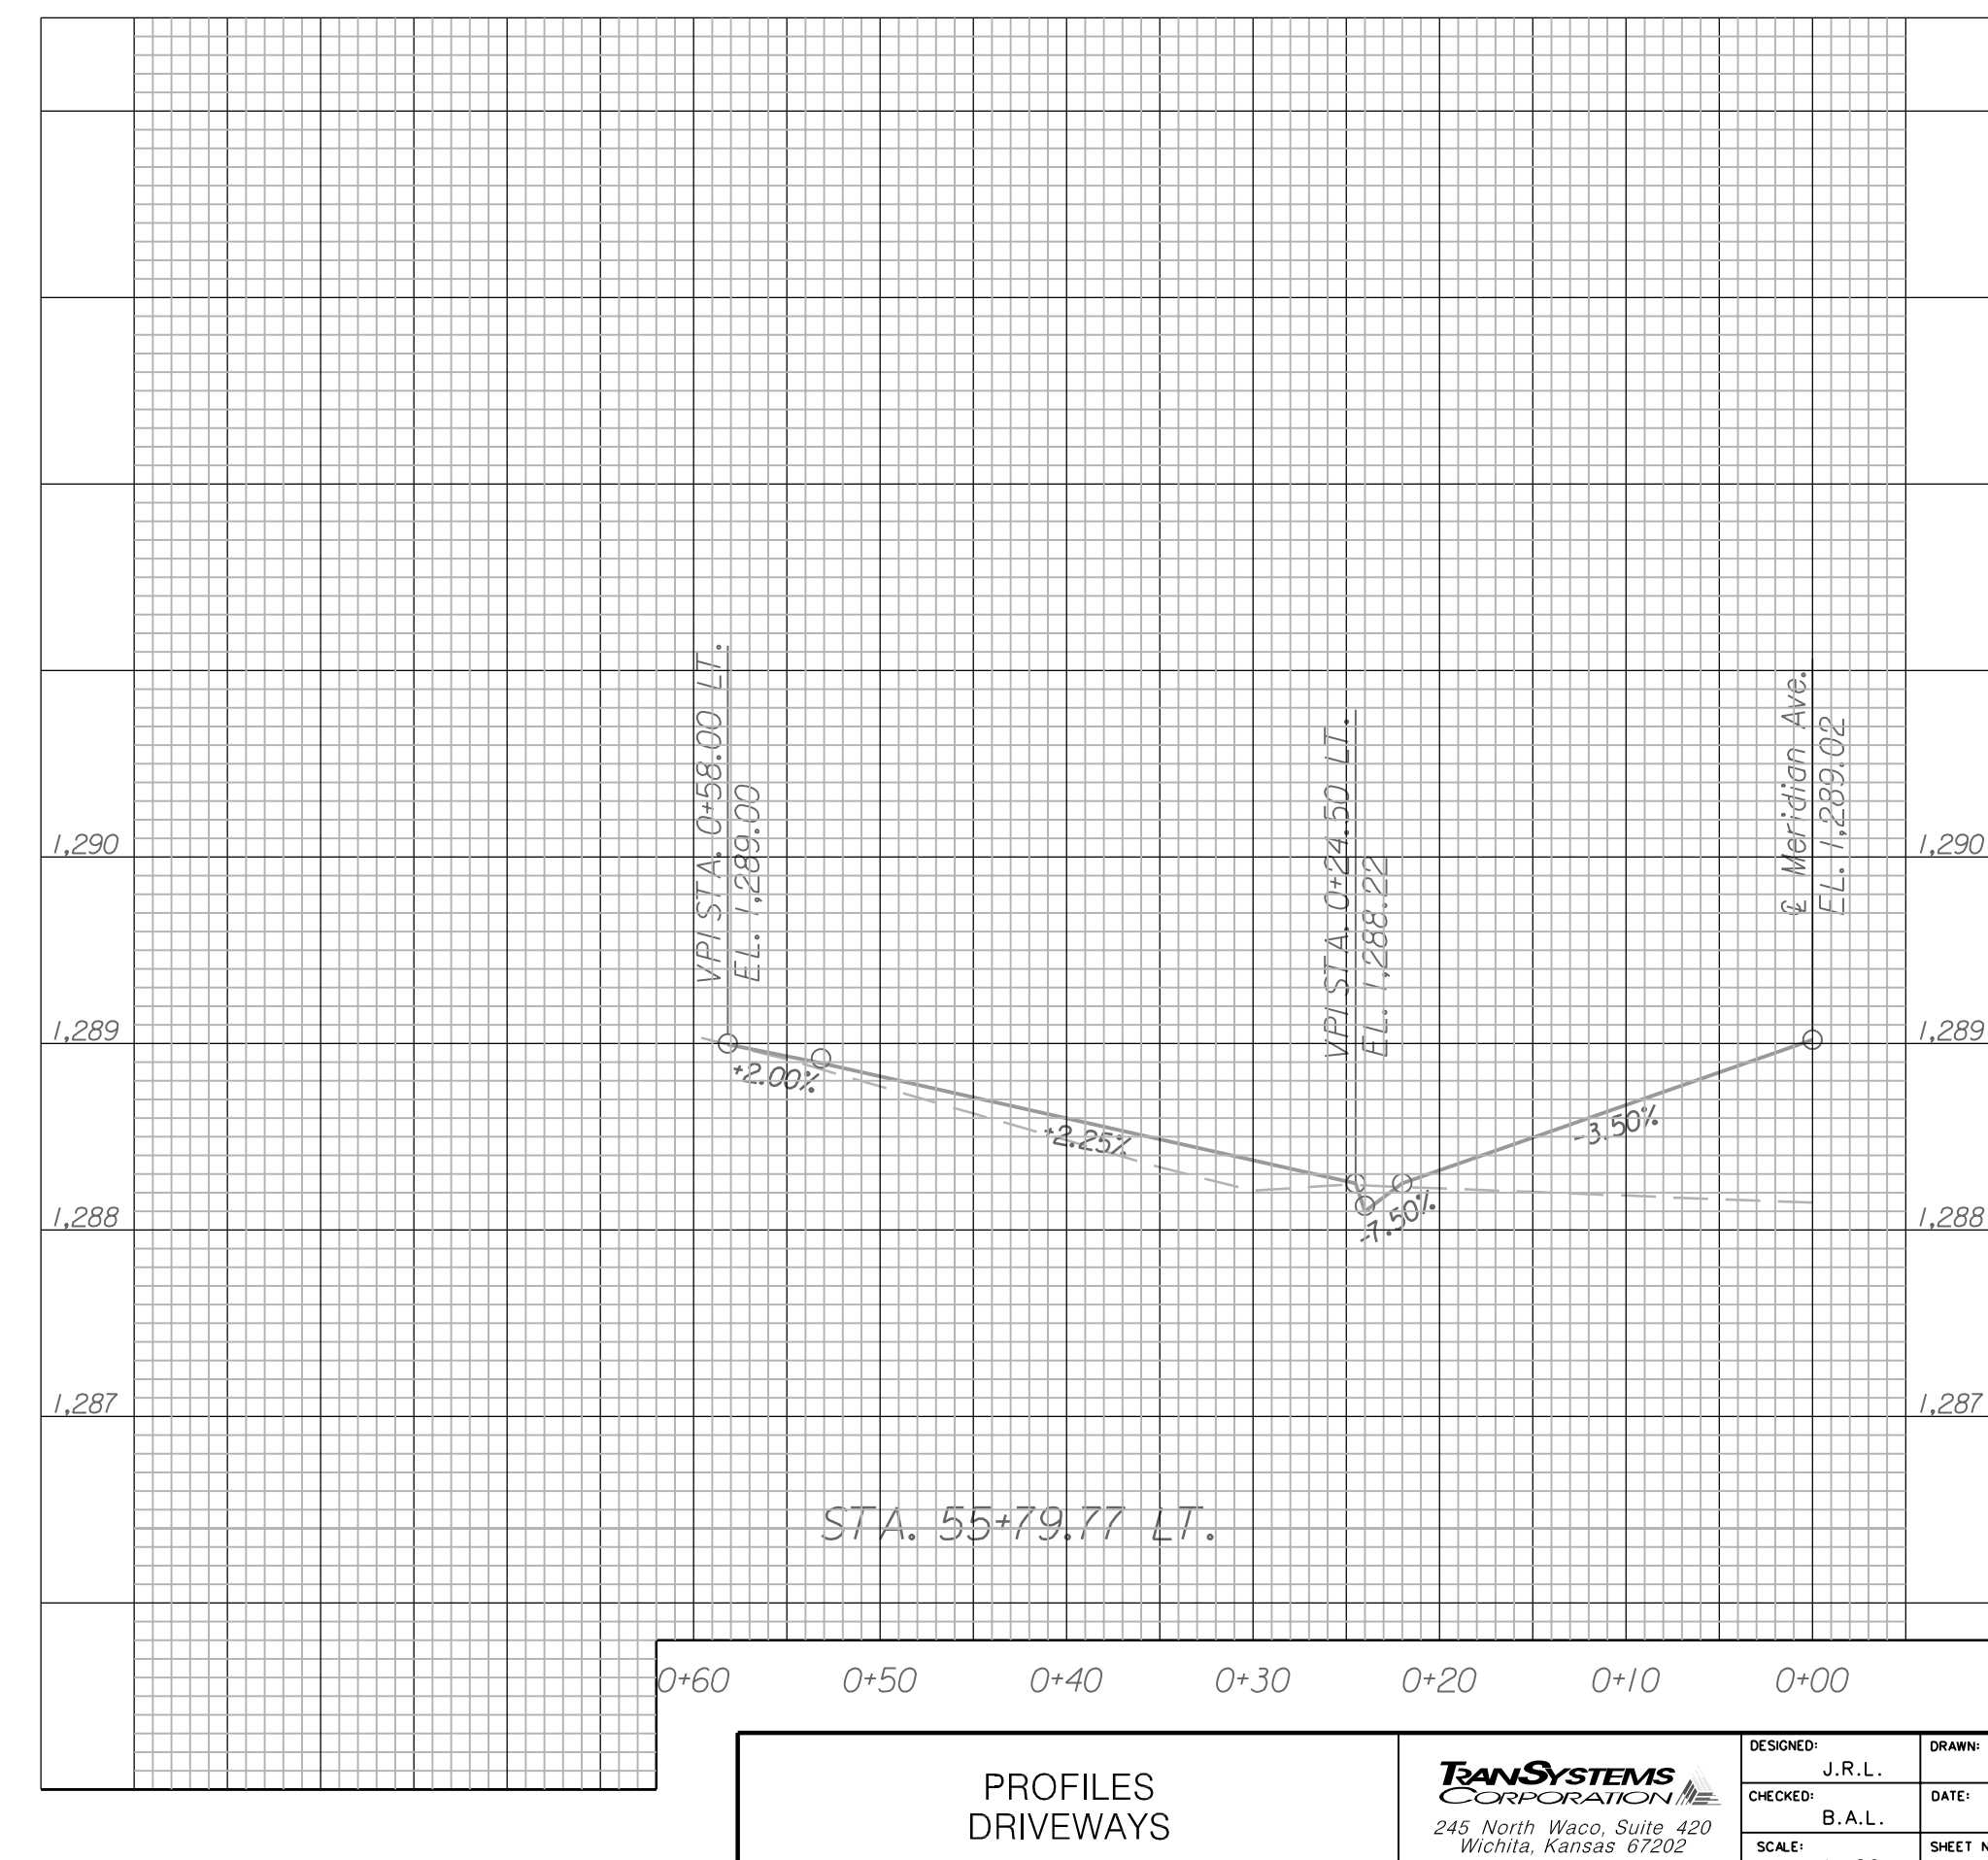 VPI STA. 0+58.00 LT.
EL. 1,289.00
VPI STA. 0+24.50 LT.
EL. 1,288.22
℄ Meridian Ave.
EL. 1,289.02
1,290
1,290
1,289
1,289
+2.00%
+2.25%
-3.50%
-7.50%
1,288
1,288
1,287
1,287
STA. 55+79.77 LT.
0+60 0+50 0+40 0+30 0+20 0+10 0+00
PROFILES
DRIVEWAYS
TRANSYSTEMS
CORPORATION
245 North Waco, Suite 420
Wichita, Kansas 67202
DESIGNED:
J.R.L.
DRAWN:
CHECKED:
B.A.L.
DATE:
SCALE:
SHEET N